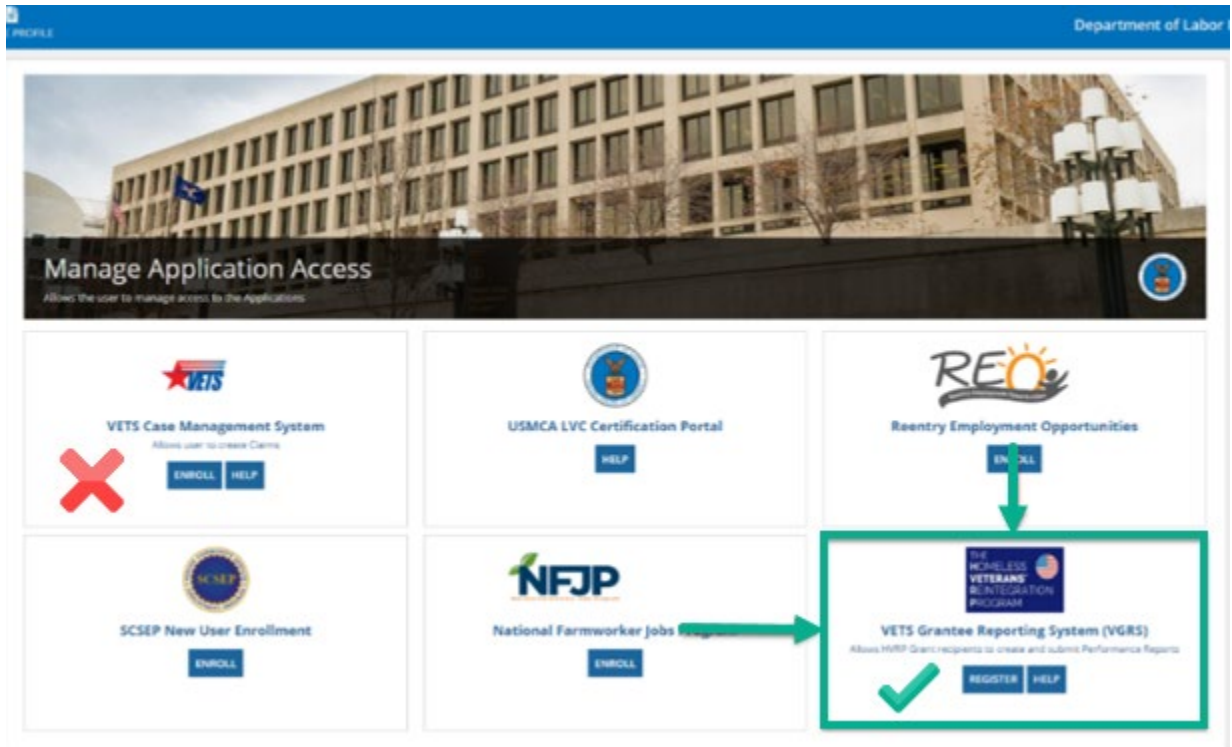 PROFILE
Department of Labor
Manage Application Access
Allows the user to manage access to the Applications
VETS
VETS Case Management System
Allows user to create Claims
ENROLL HELP
USMCA LVC Certification Portal
HELP
REO
Reentry Employment Opportunities
ENROLL
SCSEP
SCSEP New User Enrollment
ENROLL
NFJP
National Farmworker Jobs
ENROLL
THE
HOMELESS
VETERANS'
REINTEGRATION
PROGRAM
VETS Grantee Reporting System (VGRS)
Allows HVRP Grant recipients to create and submit Performance Reports
REGISTER HELP